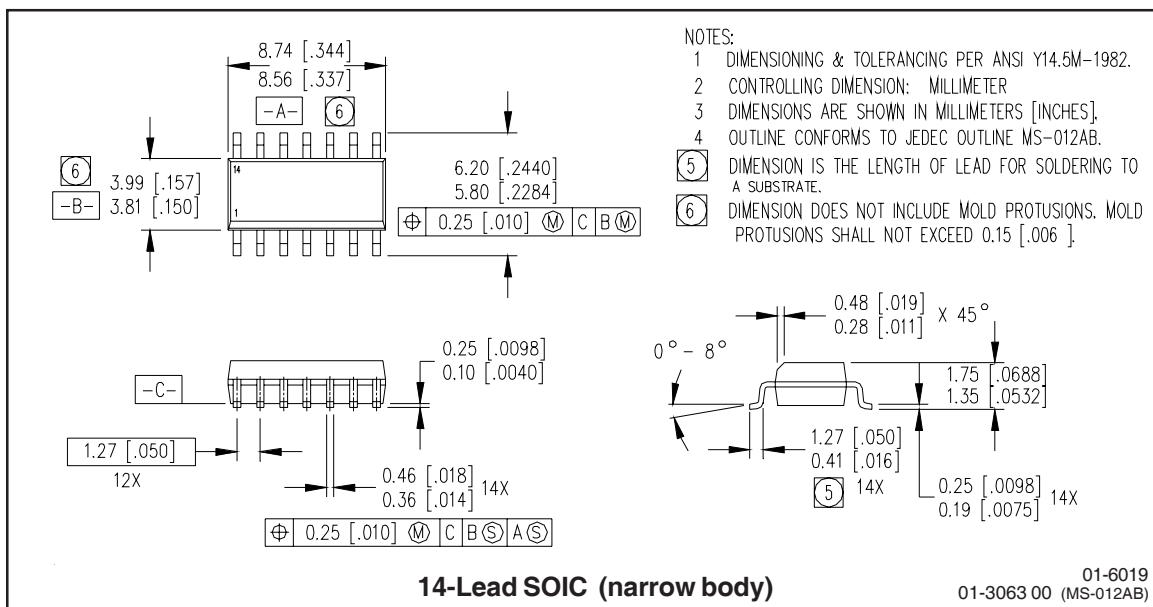 8.74 [.344]
8.56 [.337]
-A- 6
14
1
6
3.99 [.157]
3.81 [.150]
-B-
6.20 [.2440]
5.80 [.2284]
⌖ 0.25 [.010] Ⓜ C B Ⓜ
NOTES:
1 DIMENSIONING & TOLERANCING PER ANSI Y14.5M-1982.
2 CONTROLLING DIMENSION: MILLIMETER
3 DIMENSIONS ARE SHOWN IN MILLIMETERS [INCHES].
4 OUTLINE CONFORMS TO JEDEC OUTLINE MS-012AB.
5 DIMENSION IS THE LENGTH OF LEAD FOR SOLDERING TO
A SUBSTRATE.
6 DIMENSION DOES NOT INCLUDE MOLD PROTUSIONS. MOLD
PROTUSIONS SHALL NOT EXCEED 0.15 [.006 ].
-C-
0.25 [.0098]
0.10 [.0040]
1.27 [.050]
12X
0.46 [.018]
0.36 [.014] 14X
⌖ 0.25 [.010] Ⓜ C B Ⓢ A Ⓢ
0.48 [.019]
0.28 [.011] X 45°
0°-8°
1.75 [.0688]
1.35 [.0532]
1.27 [.050]
0.41 [.016]
5 14X
0.25 [.0098]
0.19 [.0075] 14X
14-Lead SOIC (narrow body)
01-6019
01-3063 00 (MS-012AB)